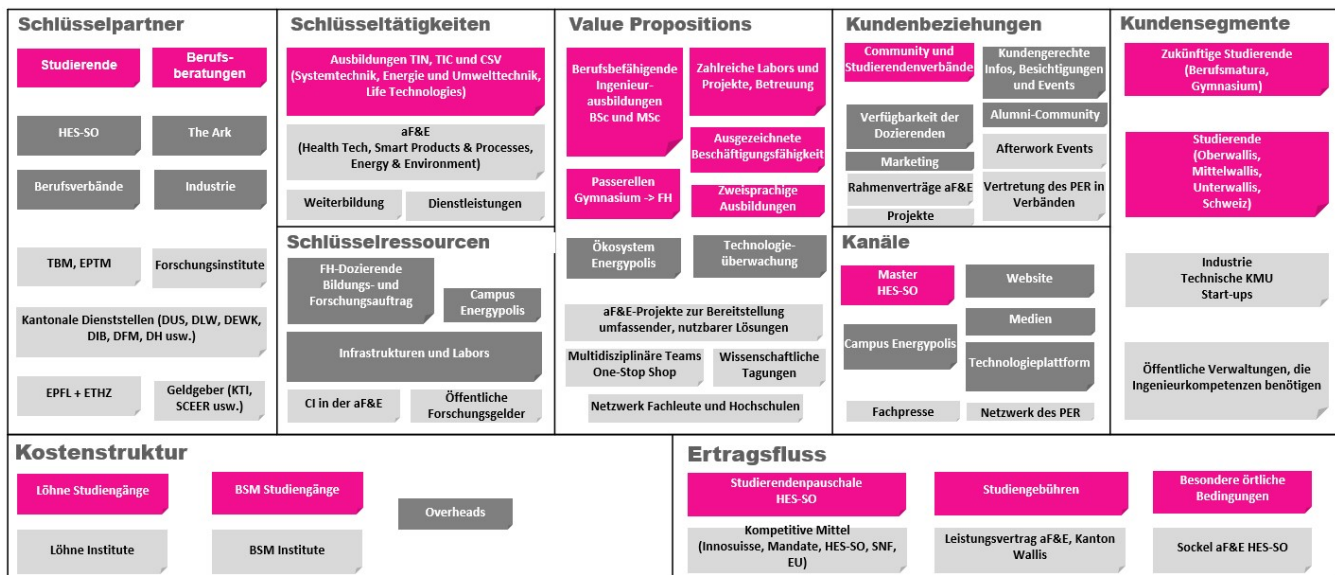 Schlüsselpartner
Studierende
Berufs-
beratungen
HES-SO
The Ark
Berufsverbände
Industrie
TBM, EPTM
Forschungsinstitute
Kantonale Dienststellen (DUS, DLW, DEWK,
DIB, DFM, DH usw.)
EPFL + ETHZ
Geldgeber (KTI,
SCEER usw.)
Schlüsseltätigkeiten
Ausbildungen TIN, TIC und CSV
(Systemtechnik, Energie und Umwelttechnik,
Life Technologies)
aF&E
(Health Tech, Smart Products & Processes,
Energy & Environment)
Weiterbildung
Dienstleistungen
Schlüsselressourcen
FH-Dozierende
Bildungs- und
Forschungsauftrag
Campus
Energypolis
Infrastrukturen und Labors
CI in der aF&E
Öffentliche
Forschungsgelder
Value Propositions
Berufsbefähigende
Ingenieur-
ausbildungen
BSc und MSc
Zahlreiche Labors und
Projekte, Betreuung
Ausgezeichnete
Beschäftigungsfähigkeit
Passerellen
Gymnasium -> FH
Zweisprachige
Ausbildungen
Ökosystem
Energypolis
Technologie-
überwachung
aF&E-Projekte zur Bereitstellung
umfassender, nutzbarer Lösungen
Multidisziplinäre Teams
One-Stop Shop
Wissenschaftliche
Tagungen
Netzwerk Fachleute und Hochschulen
Kundenbeziehungen
Community und
Studierendenverbände
Kundengerechte
Infos, Besichtigungen
und Events
Verfügbarkeit der
Dozierenden
Alumni-Community
Marketing
Afterwork Events
Rahmenverträge aF&E
Vertretung des PER in
Verbänden
Projekte
Kanäle
Master
HES-SO
Website
Medien
Campus Energypolis
Technologieplattform
Fachpresse
Netzwerk des PER
Kundensegmente
Zukünftige Studierende
(Berufsmatura,
Gymnasium)
Studierende
(Oberwallis,
Mittelwallis,
Unterwallis,
Schweiz)
Industrie
Technische KMU
Start-ups
Öffentliche Verwaltungen, die
Ingenieurkompetenzen benötigen
Kostenstruktur
Löhne Studiengänge
BSM Studiengänge
Overheads
Löhne Institute
BSM Institute
Ertragsfluss
Studierendenpauschale
HES-SO
Studiengebühren
Besondere örtliche
Bedingungen
Kompetitive Mittel
(Innosuisse, Mandate, HES-SO, SNF,
EU)
Leistungsvertrag aF&E, Kanton
Wallis
Sockel aF&E HES-SO